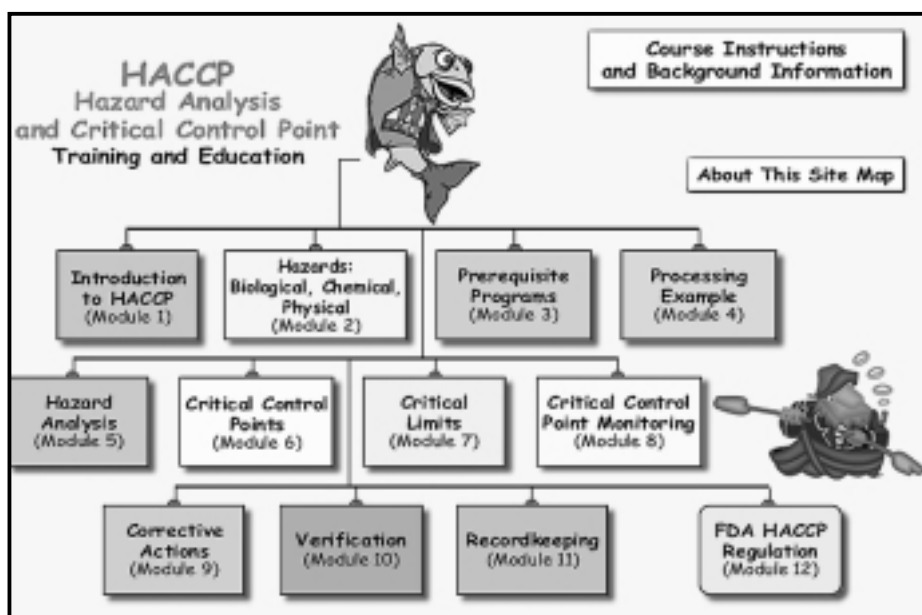 HACCP
Hazard Analysis
and Critical Control Point
Training and Education
Course Instructions
and Background Information
About This Site Map
Introduction
to HACCP
(Module 1)
Hazards:
Biological, Chemical,
Physical
(Module 2)
Prerequisite
Programs
(Module 3)
Processing
Example
(Module 4)
Hazard
Analysis
(Module 5)
Critical Control
Points
(Module 6)
Critical
Limits
(Module 7)
Critical Control
Point Monitoring
(Module 8)
Corrective
Actions
(Module 9)
Verification
(Module 10)
Recordkeeping
(Module 11)
FDA HACCP
Regulation
(Module 12)